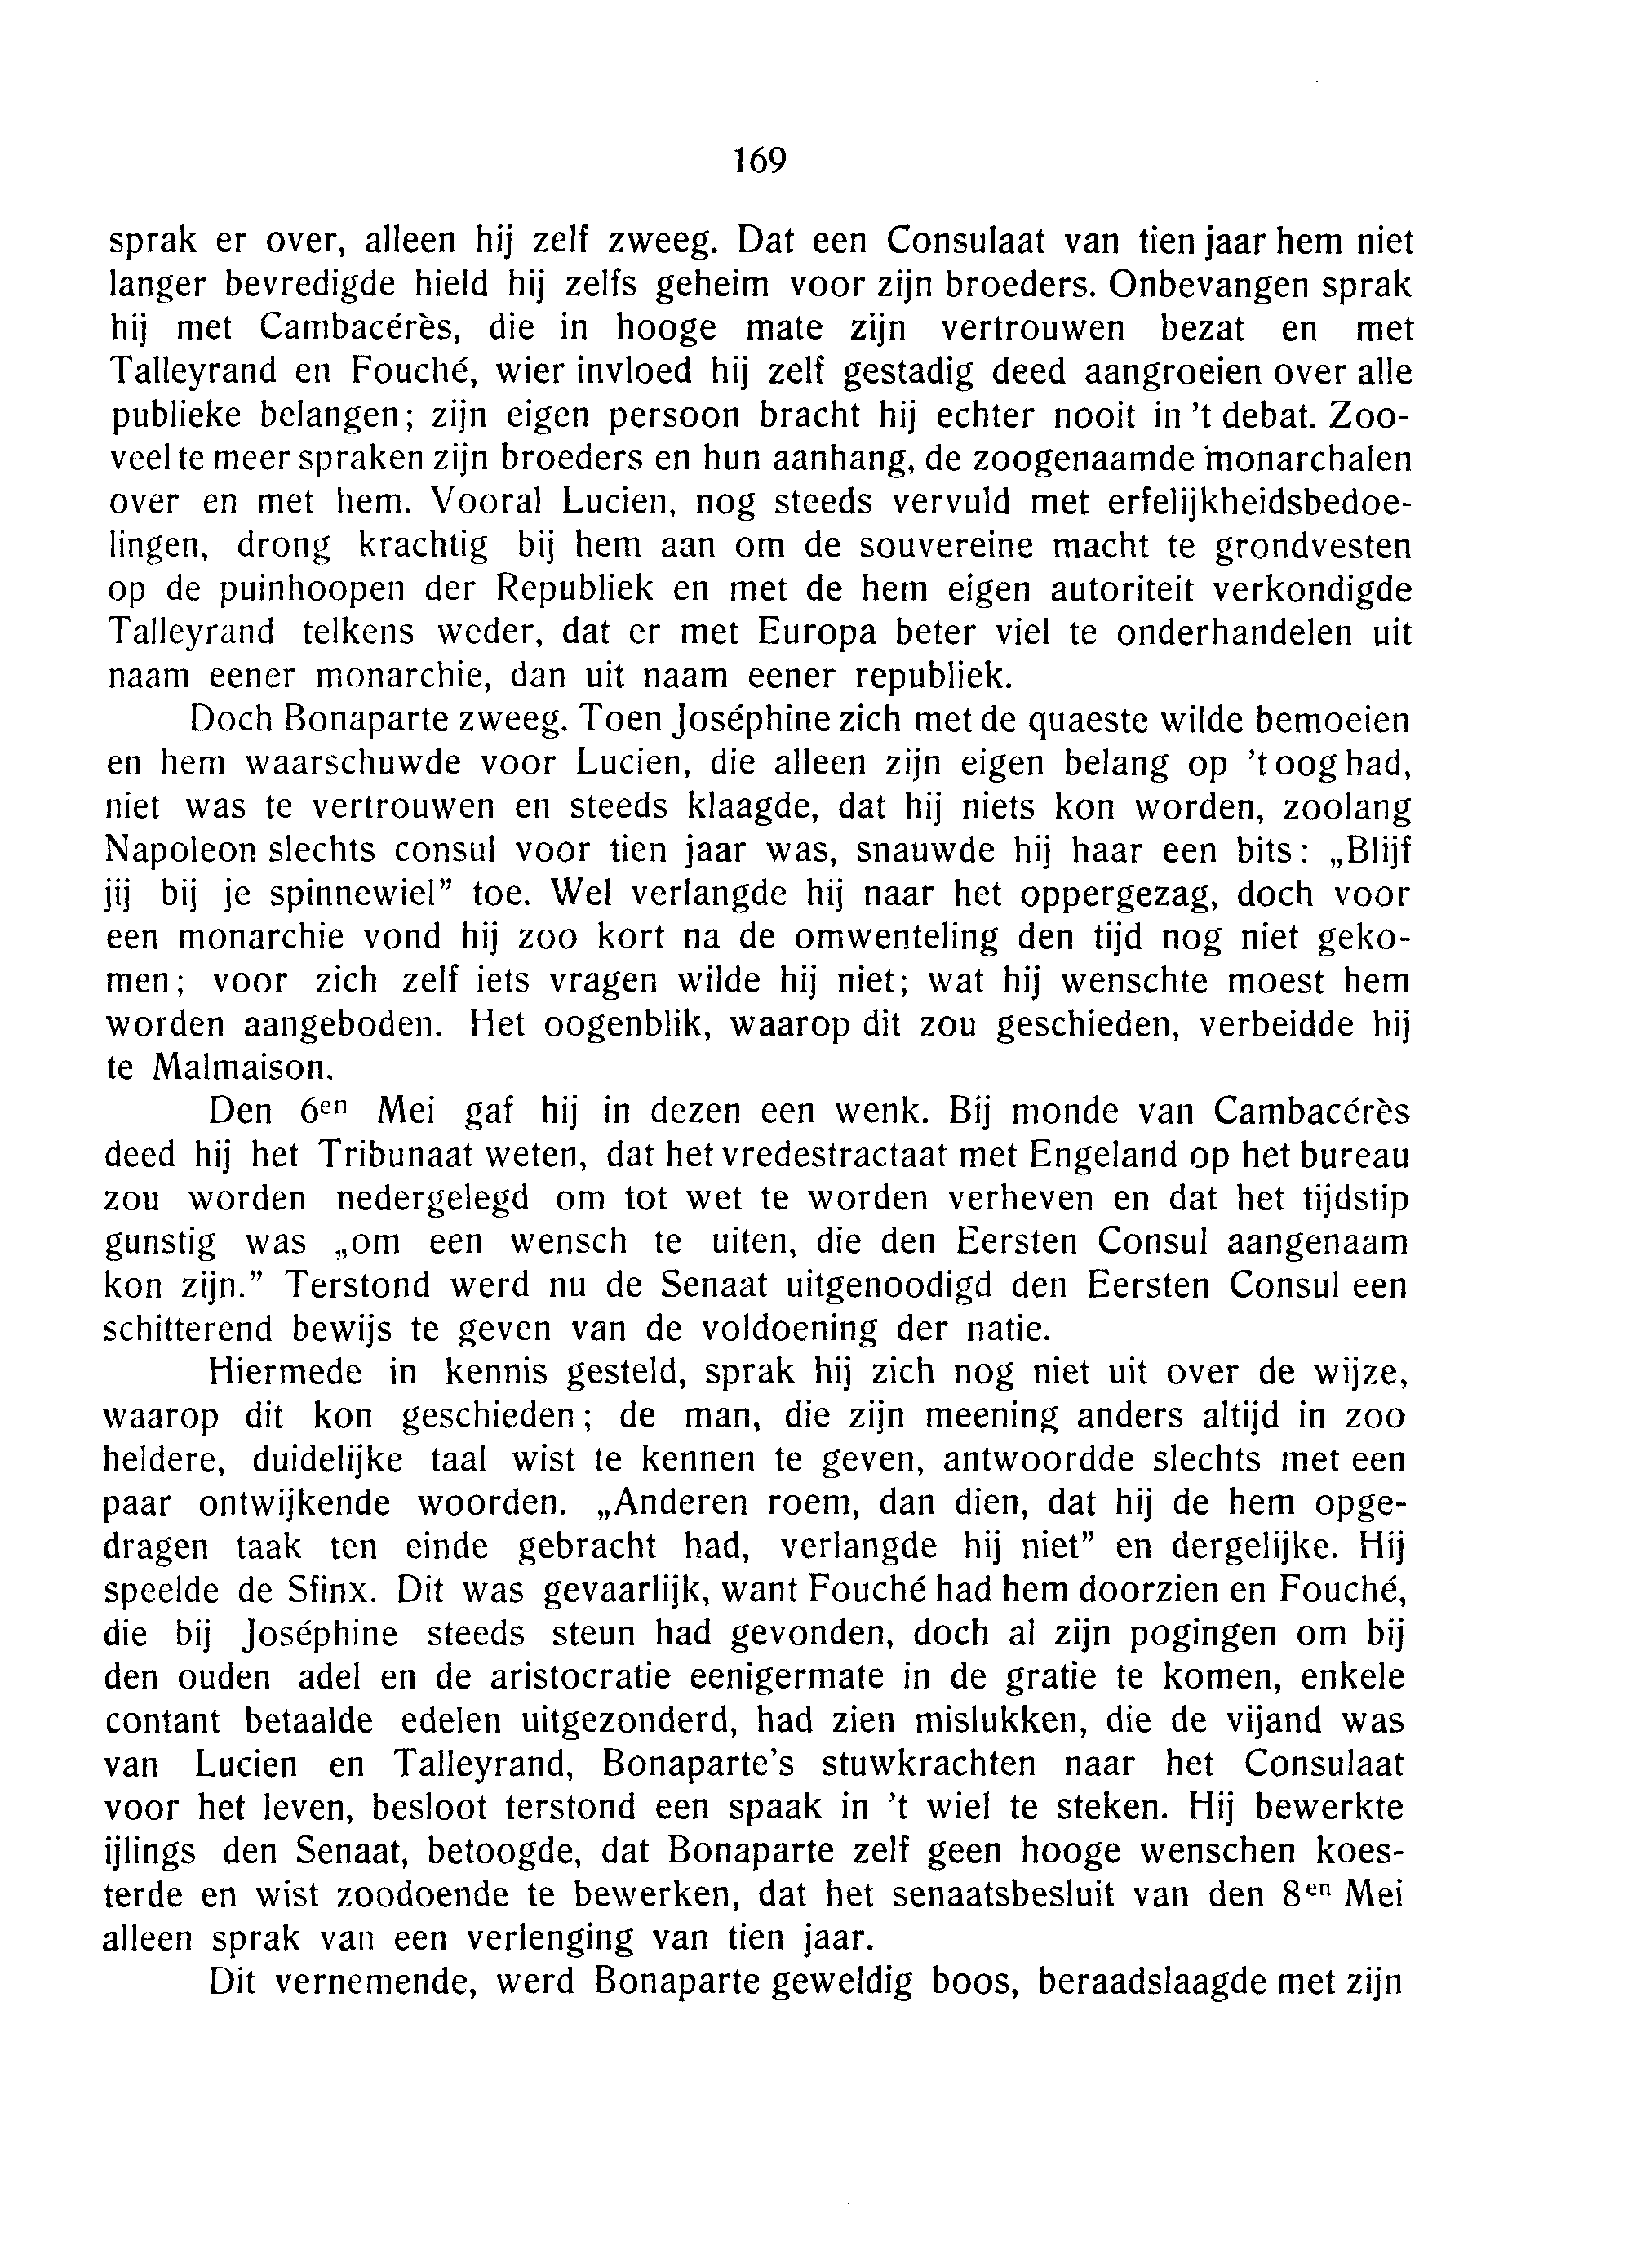 169
sprak er over, alleen hij zelf zweeg. Dat een Consulaat van tien jaar hem niet
langer bevredigde hield hij zelfs geheim voor zijn broeders. Onbevangen sprak
hij met Cambacérès, die in hooge mate zijn vertrouwen bezat en met
Talleyrand en Fouché, wier invloed hij zelf gestadig deed aangroeien over alle
publieke belangen; zijn eigen persoon bracht hij echter nooit in 't debat. Zoo-
veel te meer spraken zijn broeders en hun aanhang, de zoogenaamde monarchalen
over en met hem. Vooral Lucien, nog steeds vervuld met erfelijkheidsbedoe-
lingen, drong krachtig bij hem aan om de souvereine macht te grondvesten
op de puinhoopen der Republiek en met de hem eigen autoriteit verkondigde
Talleyrand telkens weder, dat er met Europa beter viel te onderhandelen uit
naam eener monarchie, dan uit naam eener republiek.
Doch Bonaparte zweeg. Toen Joséphine zich met de quaeste wilde bemoeien
en hem waarschuwde voor Lucien, die alleen zijn eigen belang op 't oog had,
niet was te vertrouwen en steeds klaagde, dat hij niets kon worden, zoolang
Napoleon slechts consul voor tien jaar was, snauwde hij haar een bits: „Blijf
jij bij je spinnewiel” toe. Wel verlangde hij naar het oppergezag, doch voor
een monarchie vond hij zoo kort na de omwenteling den tijd nog niet geko-
men; voor zich zelf iets vragen wilde hij niet; wat hij wenschte moest hem
worden aangeboden. Het oogenblik, waarop dit zou geschieden, verbeidde hij
te Malmaison.
Den 6en Mei gaf hij in dezen een wenk. Bij monde van Cambacérès
deed hij het Tribunaat weten, dat het vredestractaat met Engeland op het bureau
zou worden nedergelegd om tot wet te worden verheven en dat het tijdstip
gunstig was „om een wensch te uiten, die den Eersten Consul aangenaam
kon zijn.” Terstond werd nu de Senaat uitgenoodigd den Eersten Consul een
schitterend bewijs te geven van de voldoening der natie.
Hiermede in kennis gesteld, sprak hij zich nog niet uit over de wijze,
waarop dit kon geschieden; de man, die zijn meening anders altijd in zoo
heldere, duidelijke taal wist te kennen te geven, antwoordde slechts met een
paar ontwijkende woorden. „Anderen roem, dan dien, dat hij de hem opge-
dragen taak ten einde gebracht had, verlangde hij niet” en dergelijke. Hij
speelde de Sfinx. Dit was gevaarlijk, want Fouché had hem doorzien en Fouché,
die bij Joséphine steeds steun had gevonden, doch al zijn pogingen om bij
den ouden adel en de aristocratie eenigermate in de gratie te komen, enkele
contant betaalde edelen uitgezonderd, had zien mislukken, die de vijand was
van Lucien en Talleyrand, Bonaparte's stuwkrachten naar het Consulaat
voor het leven, besloot terstond een spaak in 't wiel te steken. Hij bewerkte
ijlings den Senaat, betoogde, dat Bonaparte zelf geen hooge wenschen koes-
terde en wist zoodoende te bewerken, dat het senaatsbesluit van den 8en Mei
alleen sprak van een verlenging van tien jaar.
Dit vernemende, werd Bonaparte geweldig boos, beraadslaagde met zijn